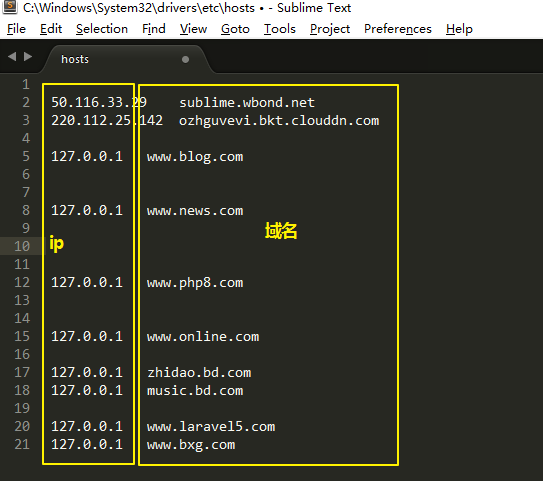 C:\Windows\System32\drivers\etc\hosts • - Sublime Text
File Edit Selection Find View Goto Tools Project Preferences Help
hosts
1
2 50.116.33.29 sublime.wbond.net
3 220.112.25.142 ozhguvevi.bkt.clouddn.com
4
5 127.0.0.1 www.blog.com
6
7
8 127.0.0.1 www.news.com
9 域名
10 ip
11
12 127.0.0.1 www.php8.com
13
14
15 127.0.0.1 www.online.com
16
17 127.0.0.1 zhidao.bd.com
18 127.0.0.1 music.bd.com
19
20 127.0.0.1 www.laravel5.com
21 127.0.0.1 www.bxg.com